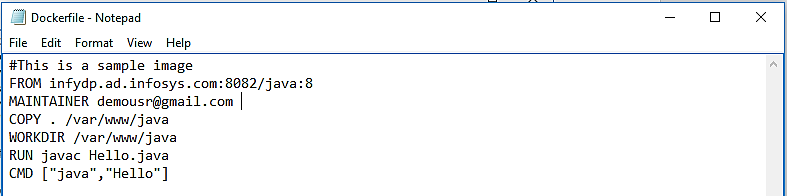 Dockerfile - Notepad
File Edit Format View Help
#This is a sample image
FROM infydp.ad.infosys.com:8082/java:8
MAINTAINER demousr@gmail.com
COPY . /var/www/java
WORKDIR /var/www/java
RUN javac Hello.java
CMD ["java","Hello"]